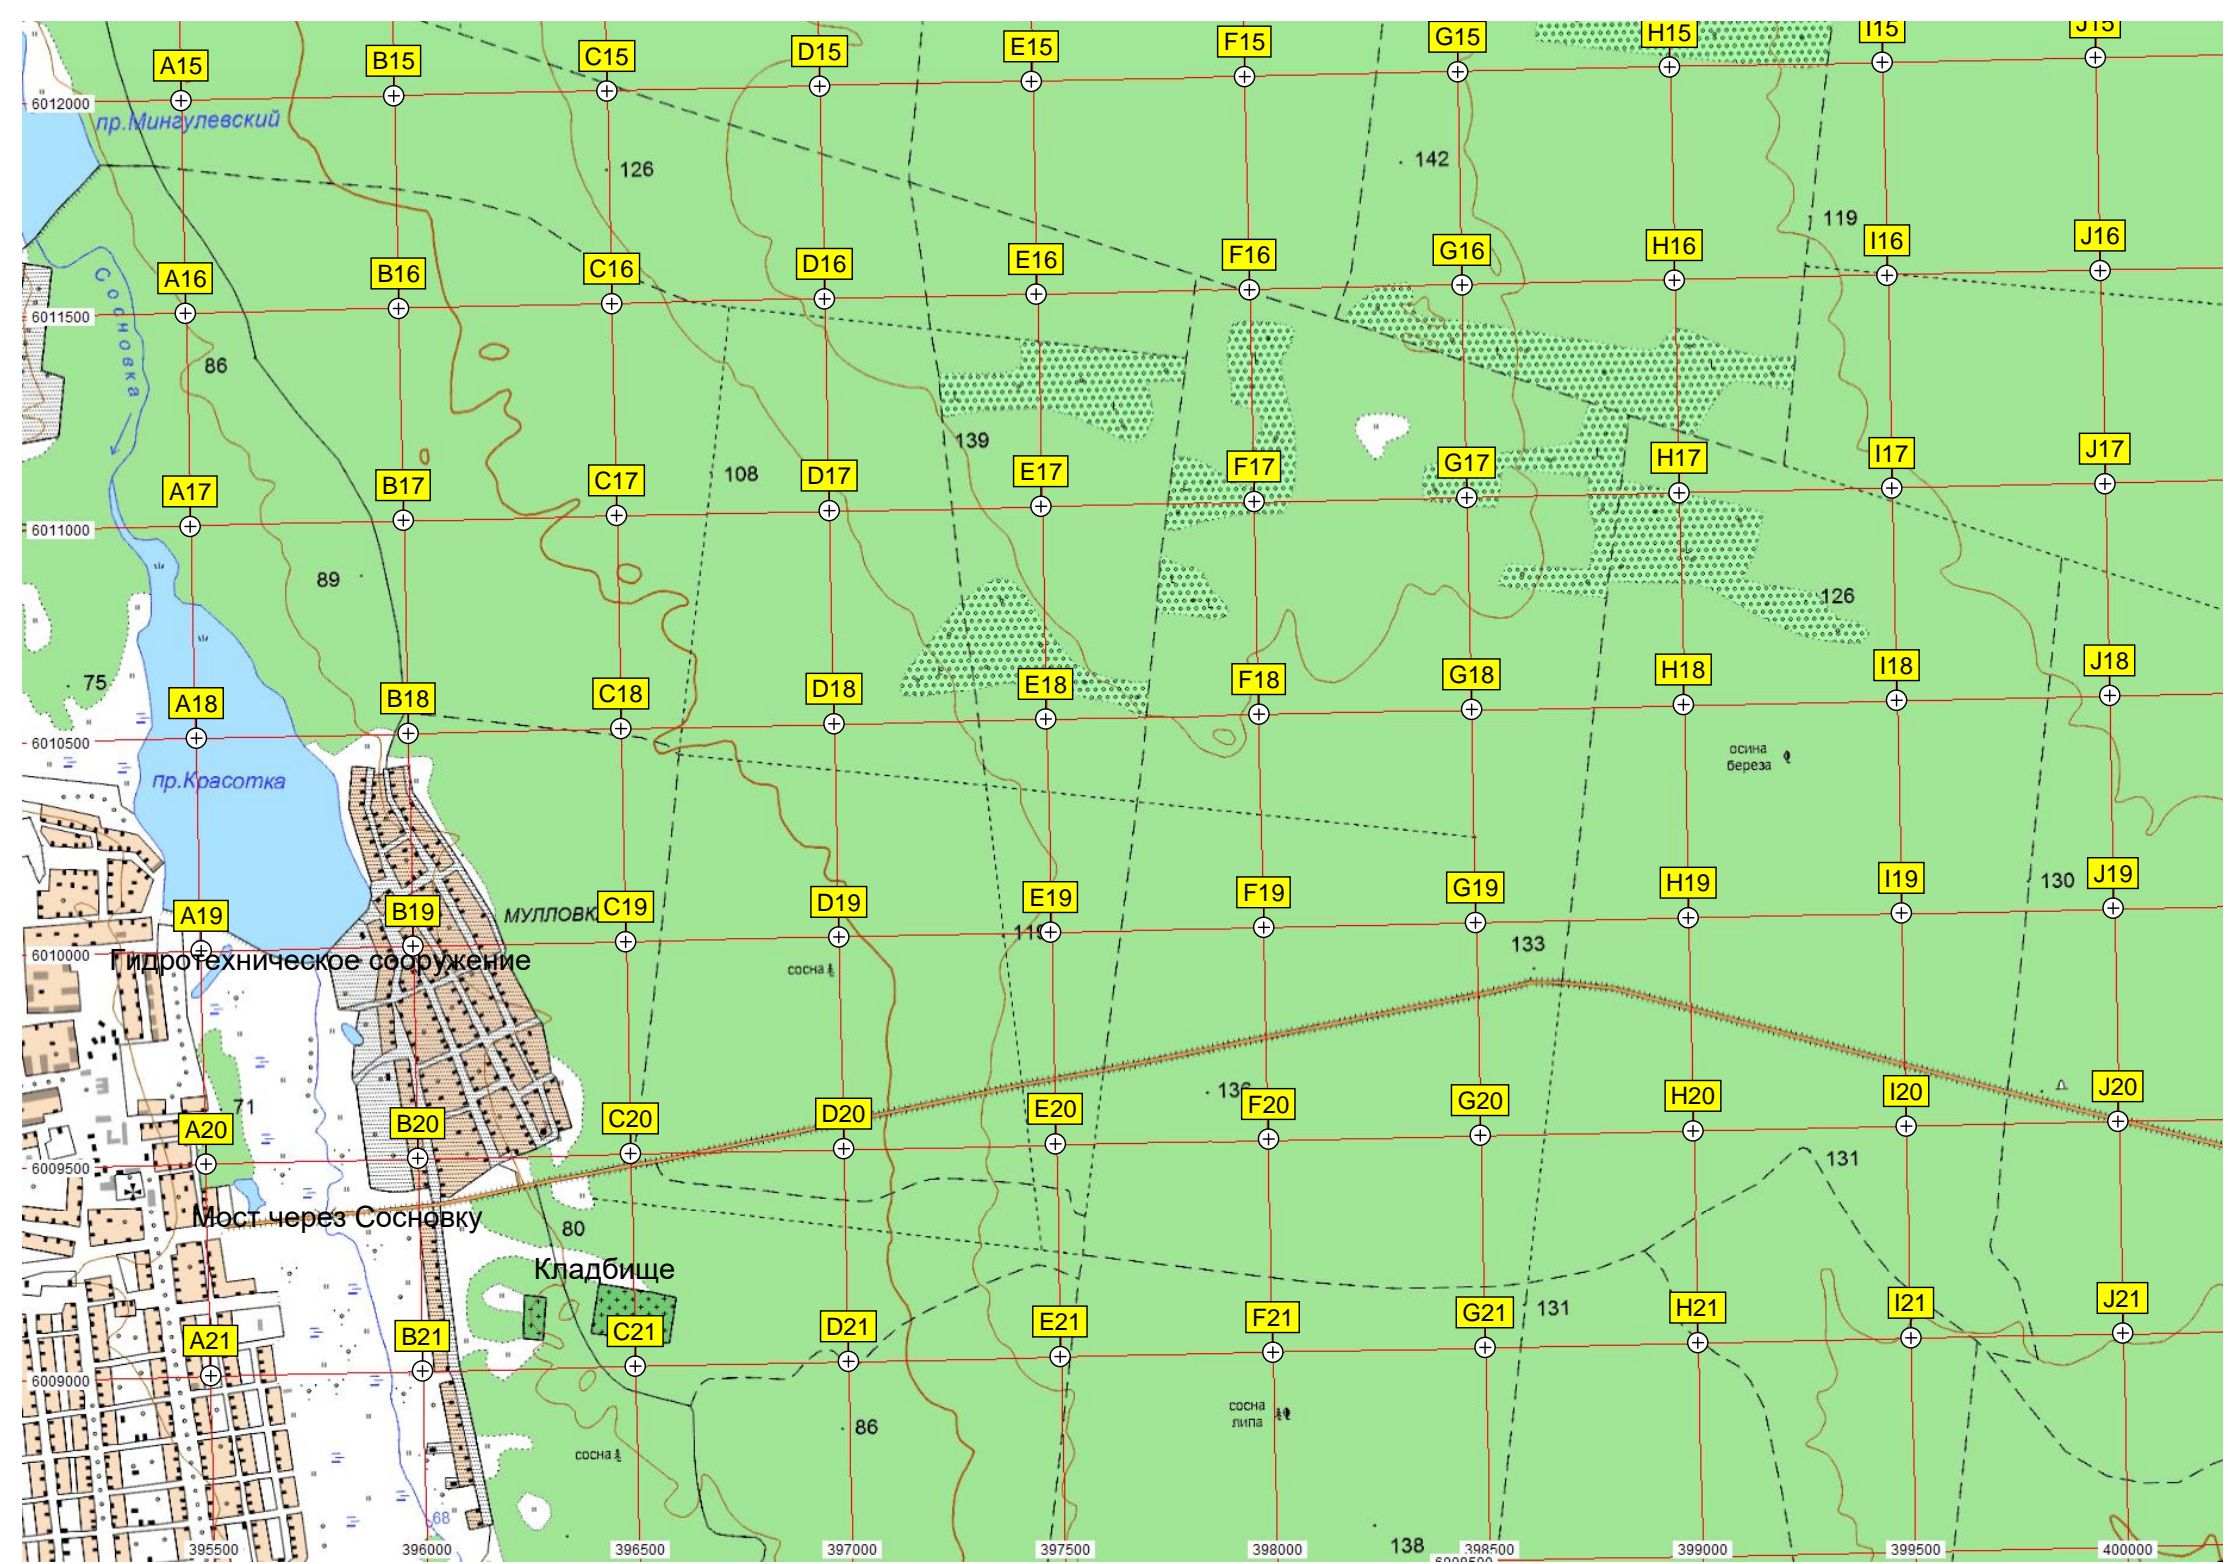 A15 B15 C15 D15 E15 F15 G15 H15 I15 J15
6012000
пр.Мингулевский
126
142
119
A16 B16 C16 D16 E16 F16 G16 H16 I16 J16
Сосновка
6011500
86
139
108
A17 B17 C17 D17 E17 F17 G17 H17 I17 J17
6011000
89
126
75
A18 B18 C18 D18 E18 F18 G18 H18 I18 J18
6010500
осина
береза
пр.Красотка
130
A19 B19 C19 D19 E19 F19 G19 H19 I19 J19
МУЛЛОВК
133
6010000
Гидротехническое сооружение
сосна
136
71
A20 B20 C20 D20 E20 F20 G20 H20 I20 J20
6009500
131
Мост через Сосновку
80
Кладбище
131
A21 B21 C21 D21 E21 F21 G21 H21 I21 J21
6009000
сосна
липа
86
сосна
68
138
395500 396000 396500 397000 397500 398000 398500 399000 399500 400000